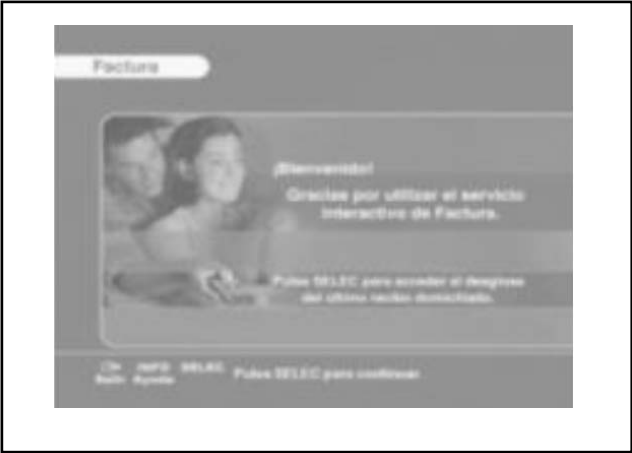 Factura
¡Bienvenido!
Gracias por utilizar el servicio
interactivo de Factura.
Pulse SELEC para acceder al desglose
del último recibo domiciliado.
INFO SELEC
Salir Ayuda
Pulse SELEC para continuar